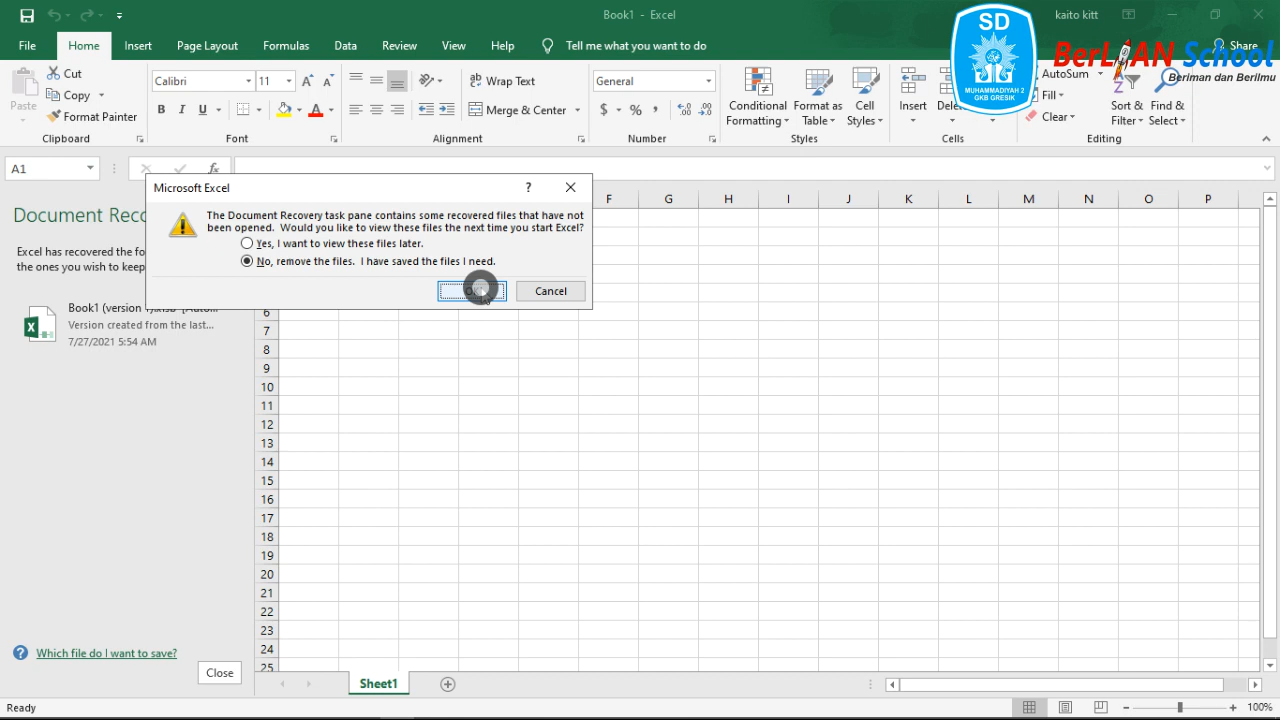 Book1 - Excel
kaito kitt
File Home Insert Page Layout Formulas Data Review View Help Tell me what you want to do
Share
SD
MUHAMMADIYAH 2
GKB GRESIK
BerLIAN School
Beriman dan Berilmu
Paste
Cut
Copy
Format Painter
Clipboard
Calibri 11
B I U
A A
Font
Wrap Text
Merge & Center
Alignment
General
$ % ,
Number
Conditional Formatting
Format as Table
Cell Styles
Styles
Insert
Cells
AutoSum
Fill
Clear
Sort & Filter
Find & Select
Editing
A1
fx
F G H I J K L M N O P
Microsoft Excel
?
The Document Recovery task pane contains some recovered files that have not
been opened. Would you like to view these files the next time you start Excel?
Yes, I want to view these files later.
No, remove the files. I have saved the files I need.
Cancel
Document
Excel has recovered the
the ones you wish to keep
Book1 (version
Version created from the last...
7/27/2021 5:54 AM
6
7
8
9
10
11
12
13
14
15
16
17
18
19
20
21
22
23
24
25
Which file do I want to save?
Close
Sheet1
Ready
100%